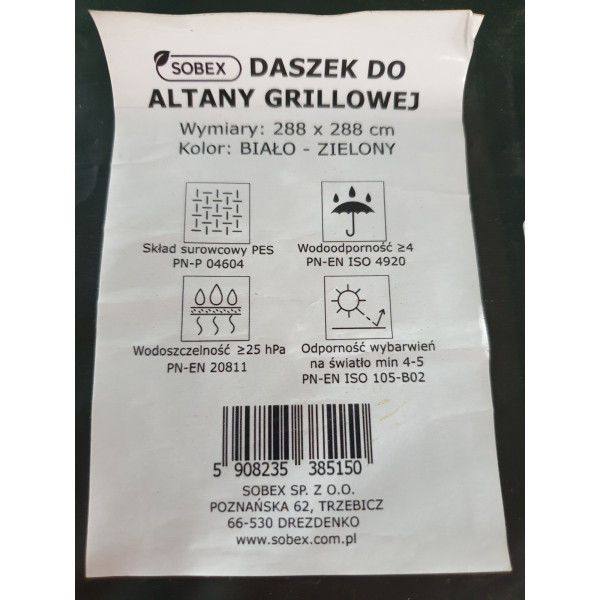 SOBEX DASZEK DO
ALTANY GRILLOWEJ
Wymiary: 288 x 288 cm
Kolor: BIAŁO - ZIELONY
Skład surowcowy PES
PN-P 04604
Wodoodporność ≥4
PN-EN ISO 4920
Wodoszczelność ≥25 hPa
PN-EN 20811
Odporność wybarwień
na światło min 4-5
PN-EN ISO 105-B02
5 908235 385150
SOBEX SP. Z O.O.
POZNAŃSKA 62, TRZEBICZ
66-530 DREZDENKO
www.sobex.com.pl